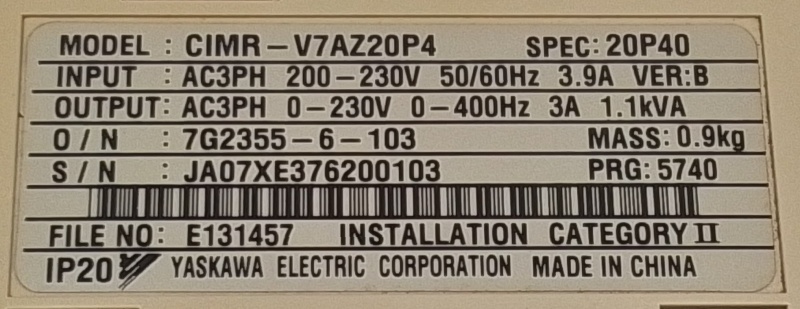 MODEL : CIMR-V7AZ20P4 SPEC: 20P40
INPUT : AC3PH 200-230V 50/60Hz 3.9A VER:B
OUTPUT: AC3PH 0-230V 0-400Hz 3A 1.1kVA
O/N : 7G2355-6-103 MASS: 0.9kg
S/N : JA07XE376200103 PRG: 5740
FILE NO: E131457 INSTALLATION CATEGORY II
IP20 YASKAWA ELECTRIC CORPORATION MADE IN CHINA